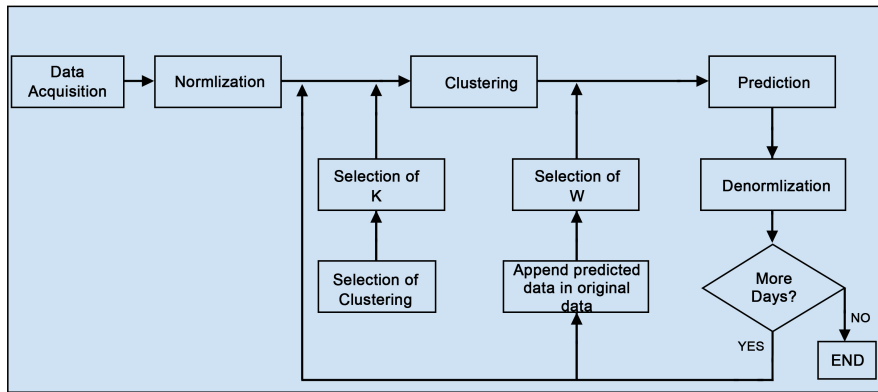 Data
Acquisition
Normlization
Clustering
Prediction
Selection of
K
Selection of
W
Denormlization
Selection of
Clustering
Append predicted
data in original
data
More
Days?
YES
NO
END